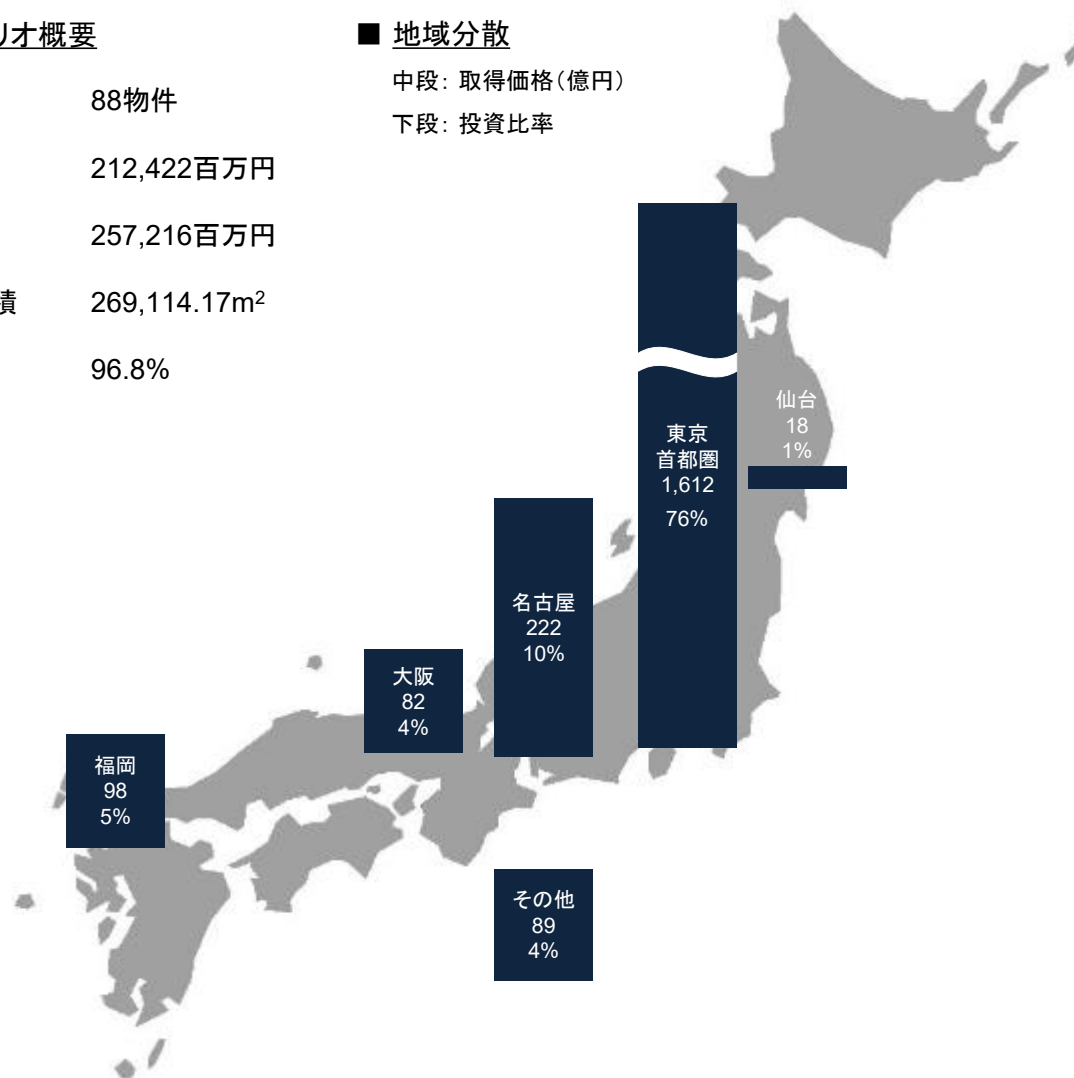 リオ概要
88物件
212,422百万円
257,216百万円
積 269,114.17m²
96.8%
■ 地域分散
中段: 取得価格(億円)
下段: 投資比率
仙台
18
1%
東京
首都圏
1,612
76%
名古屋
222
10%
大阪
82
4%
福岡
98
5%
その他
89
4%